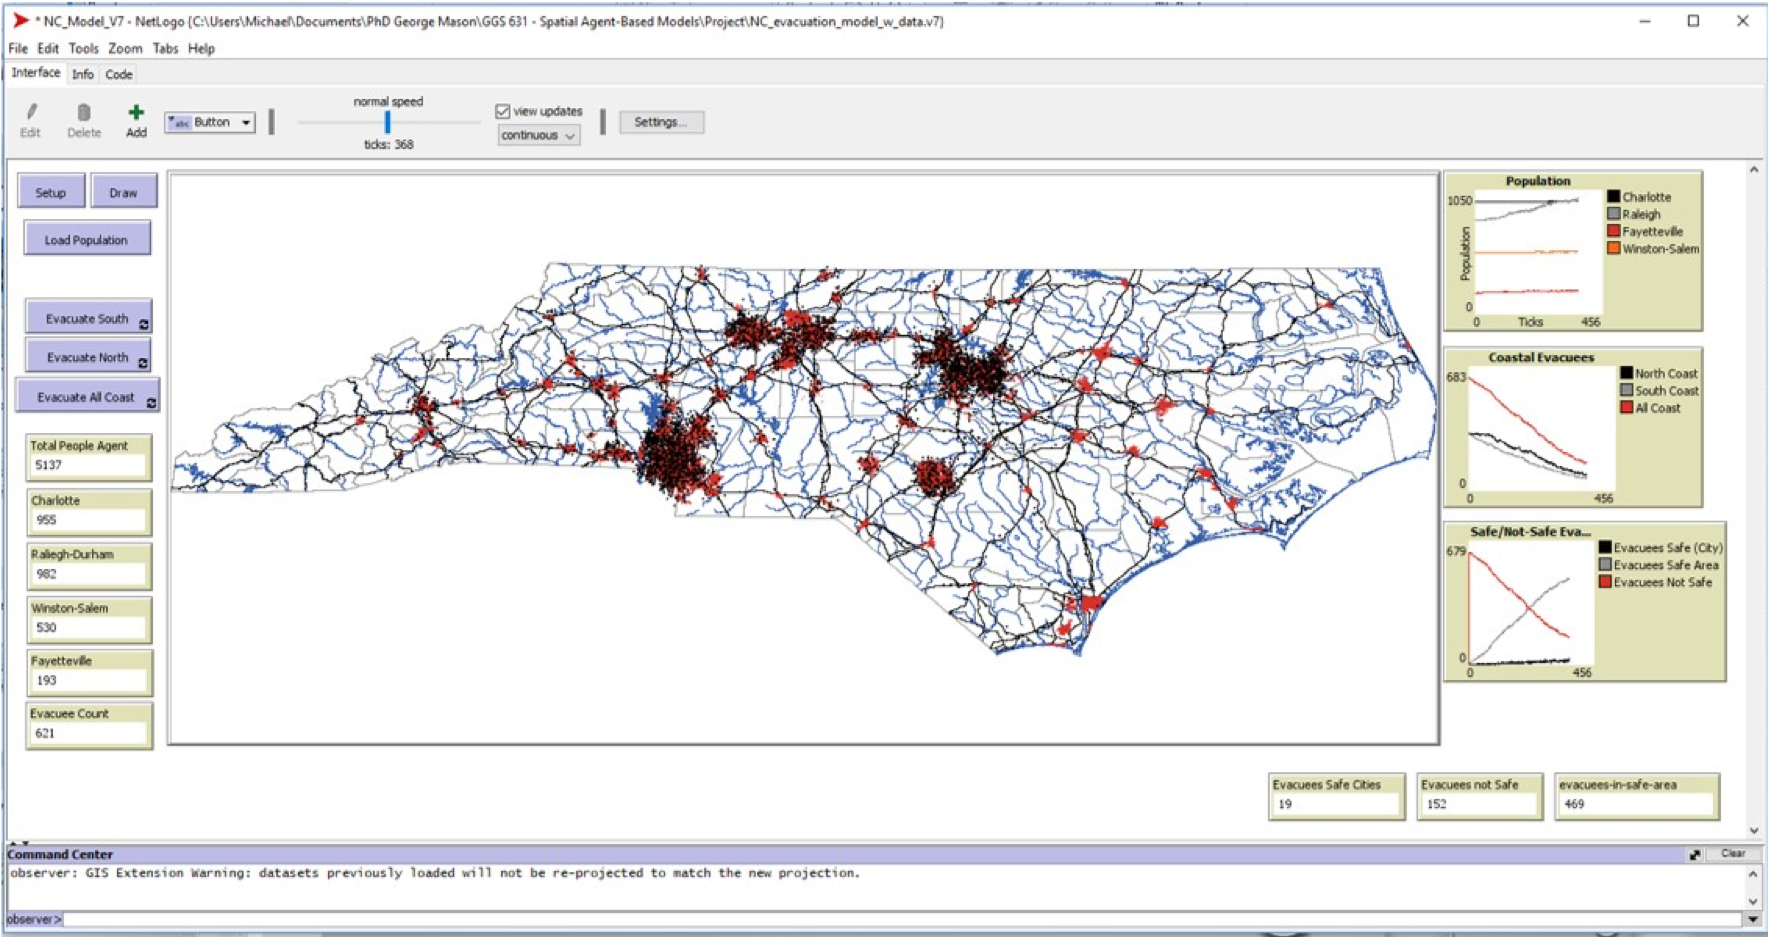 * NC_Model_V7 - NetLogo {C:\Users\Michael\Documents\PhD George Mason\GGS 631 - Spatial Agent-Based Models\Project\NC_evacuation_model_w_data.v7}
File Edit Tools Zoom Tabs Help
Interface Info Code
Edit
Delete
Add
abc Button
normal speed
ticks: 368
view updates
continuous
Settings...
Setup
Draw
Load Population
Evacuate South
Evacuate North
Evacuate All Coast
Total People Agent
5137
Charlotte
955
Raliegh-Durham
982
Winston-Salem
530
Fayetteville
193
Evacuee Count
621
Population
1050
Population
0
0
Ticks
456
Charlotte
Raleigh
Fayetteville
Winston-Salem
Coastal Evacuees
683
0
0
456
North Coast
South Coast
All Coast
Safe/Not-Safe Eva...
679
0
0
456
Evacuees Safe (City)
Evacuees Safe Area
Evacuees Not Safe
Evacuees Safe Cities
19
Evacuees not Safe
152
evacuees-in-safe-area
469
Command Center
Clear
observer: GIS Extension Warning: datasets previously loaded will not be re-projected to match the new projection.
observer>